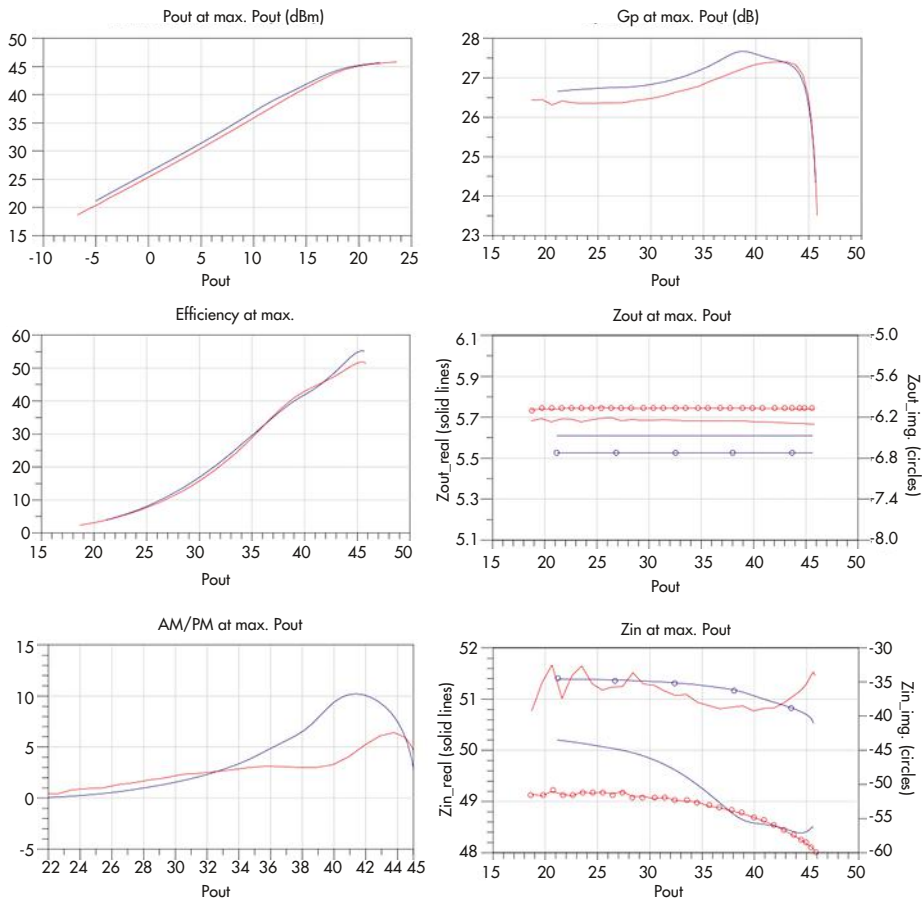 Pout at max. Pout (dBm)
50
45
40
35
30
25
20
15
-10 -5 0 5 10 15 20 25
Pout
Gp at max. Pout (dB)
28
27
26
25
24
23
15 20 25 30 35 40 45 50
Pout
Efficiency at max.
60
50
40
30
20
10
0
15 20 25 30 35 40 45 50
Pout
Zout at max. Pout
Zout_real (solid lines)
6.1
5.9
5.7
5.5
5.3
5.1
-5.0
-5.6
-6.2
-6.8
-7.4
-8.0
Zout_img. (circles)
15 20 25 30 35 40 45 50
Pout
AM/PM at max. Pout
15
10
5
0
-5
22 24 26 28 30 32 34 36 38 40 42 44 45
Pout
Zin at max. Pout
Zin_real (solid lines)
52
51
50
49
48
-30
-35
-40
-45
-50
-55
-60
Zin_img. (circles)
15 20 25 30 35 40 45 50
Pout